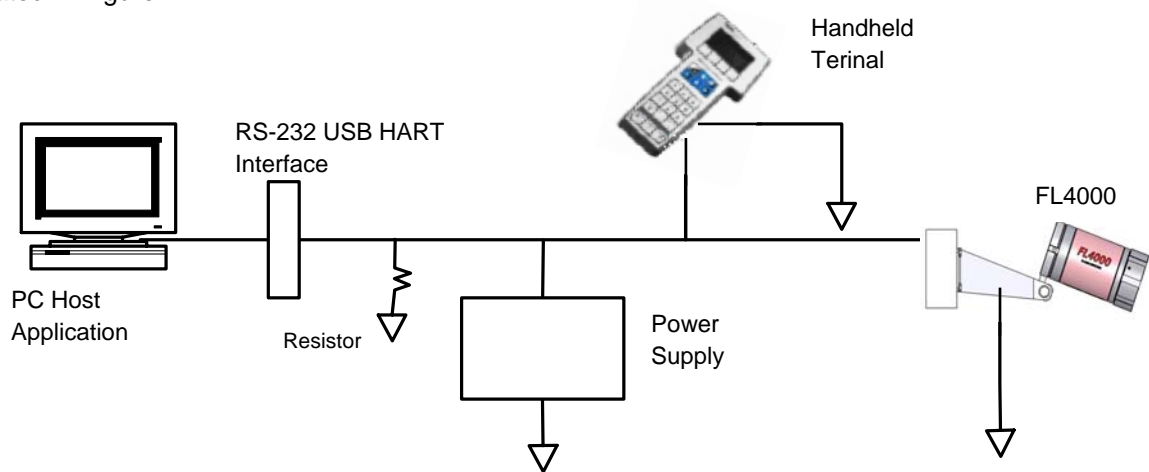 Handheld
Terinal
RS-232 USB HART
Interface
FL4000
FL4000
PC Host
Application
Resistor
Power
Supply